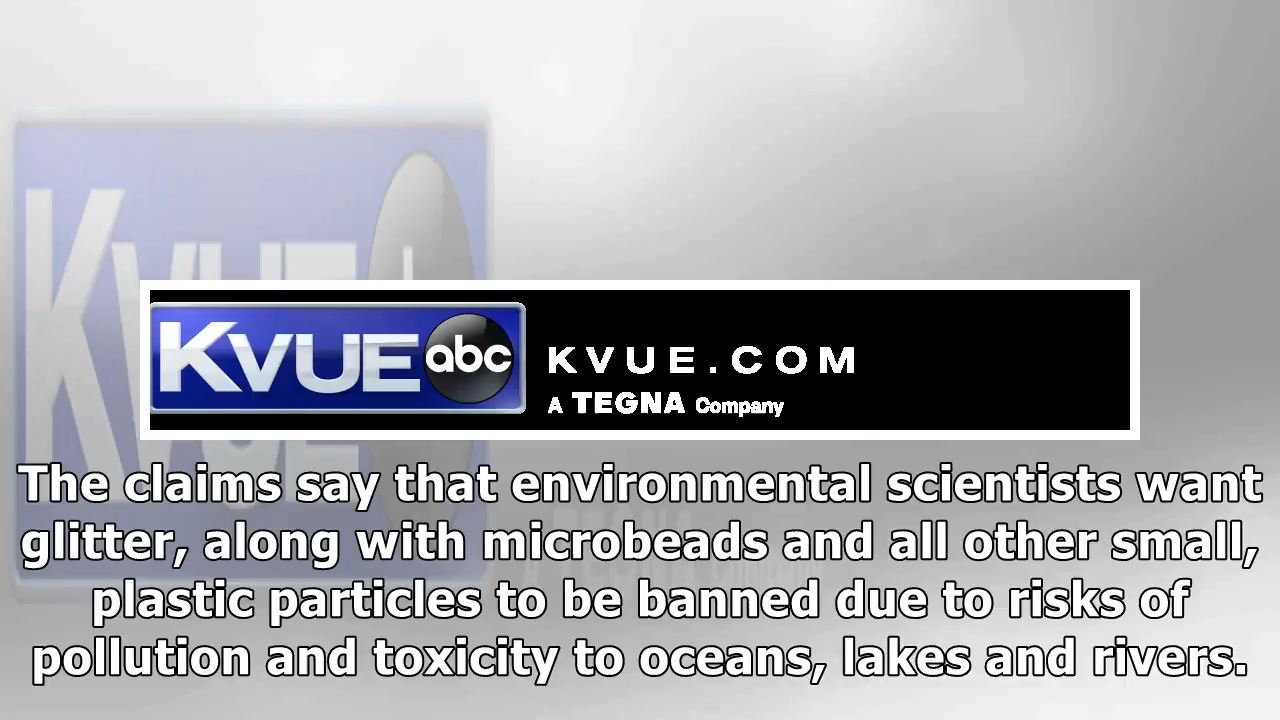 KVUE
KVUE abc
KVUE.COM
A TEGNA Company
The claims say that environmental scientists want
glitter, along with microbeads and all other small,
plastic particles to be banned due to risks of
pollution and toxicity to oceans, lakes and rivers.